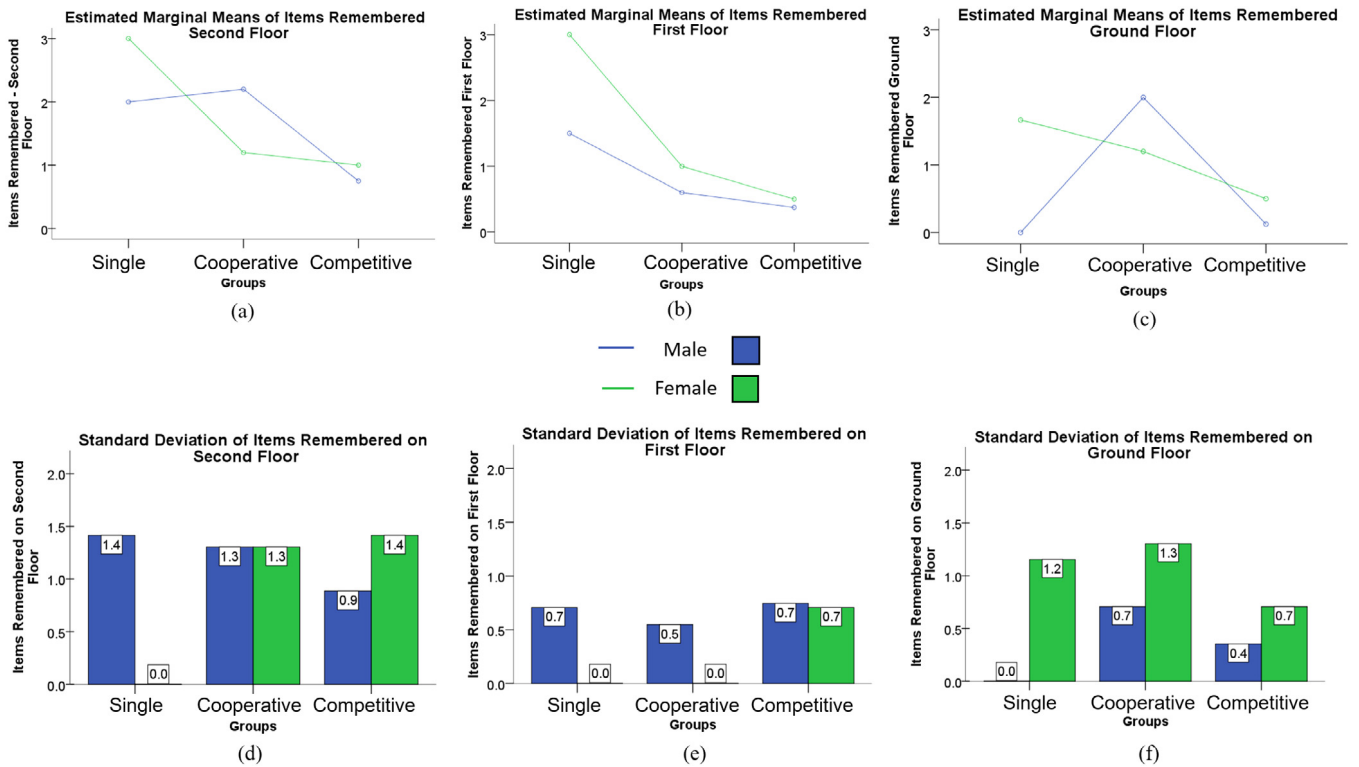 Estimated Marginal Means of Items Remembered
Second Floor
Items Remembered - Second
Floor
3
2
1
0
Single
Cooperative
Competitive
Groups
(a)
Estimated Marginal Means of Items Remembered
First Floor
Items Remembered First Floor
3
2
1
0
Single
Cooperative
Competitive
Groups
(b)
Estimated Marginal Means of Items Remembered
Ground Floor
Items Remembered Ground
Floor
3
2
1
0
Single
Cooperative
Competitive
Groups
(c)
Male
Female
Standard Deviation of Items Remembered on
Second Floor
Items Remembered on Second
Floor
2.0
1.5
1.0
0.5
0.0
1.4
0.0
1.3
1.3
0.9
1.4
Single
Cooperative
Competitive
Groups
(d)
Standard Deviation of Items Remembered on
First Floor
Items Remembered on First Floor
2.0
1.5
1.0
0.5
0.0
0.7
0.0
0.5
0.0
0.7
0.7
Single
Cooperative
Competitive
Groups
(e)
Standard Deviation of Items Remembered on
Ground Floor
Items Remembered on Ground
Floor
2.0
1.5
1.0
0.5
0.0
0.0
1.2
0.7
1.3
0.4
0.7
Single
Cooperative
Competitive
Groups
(f)